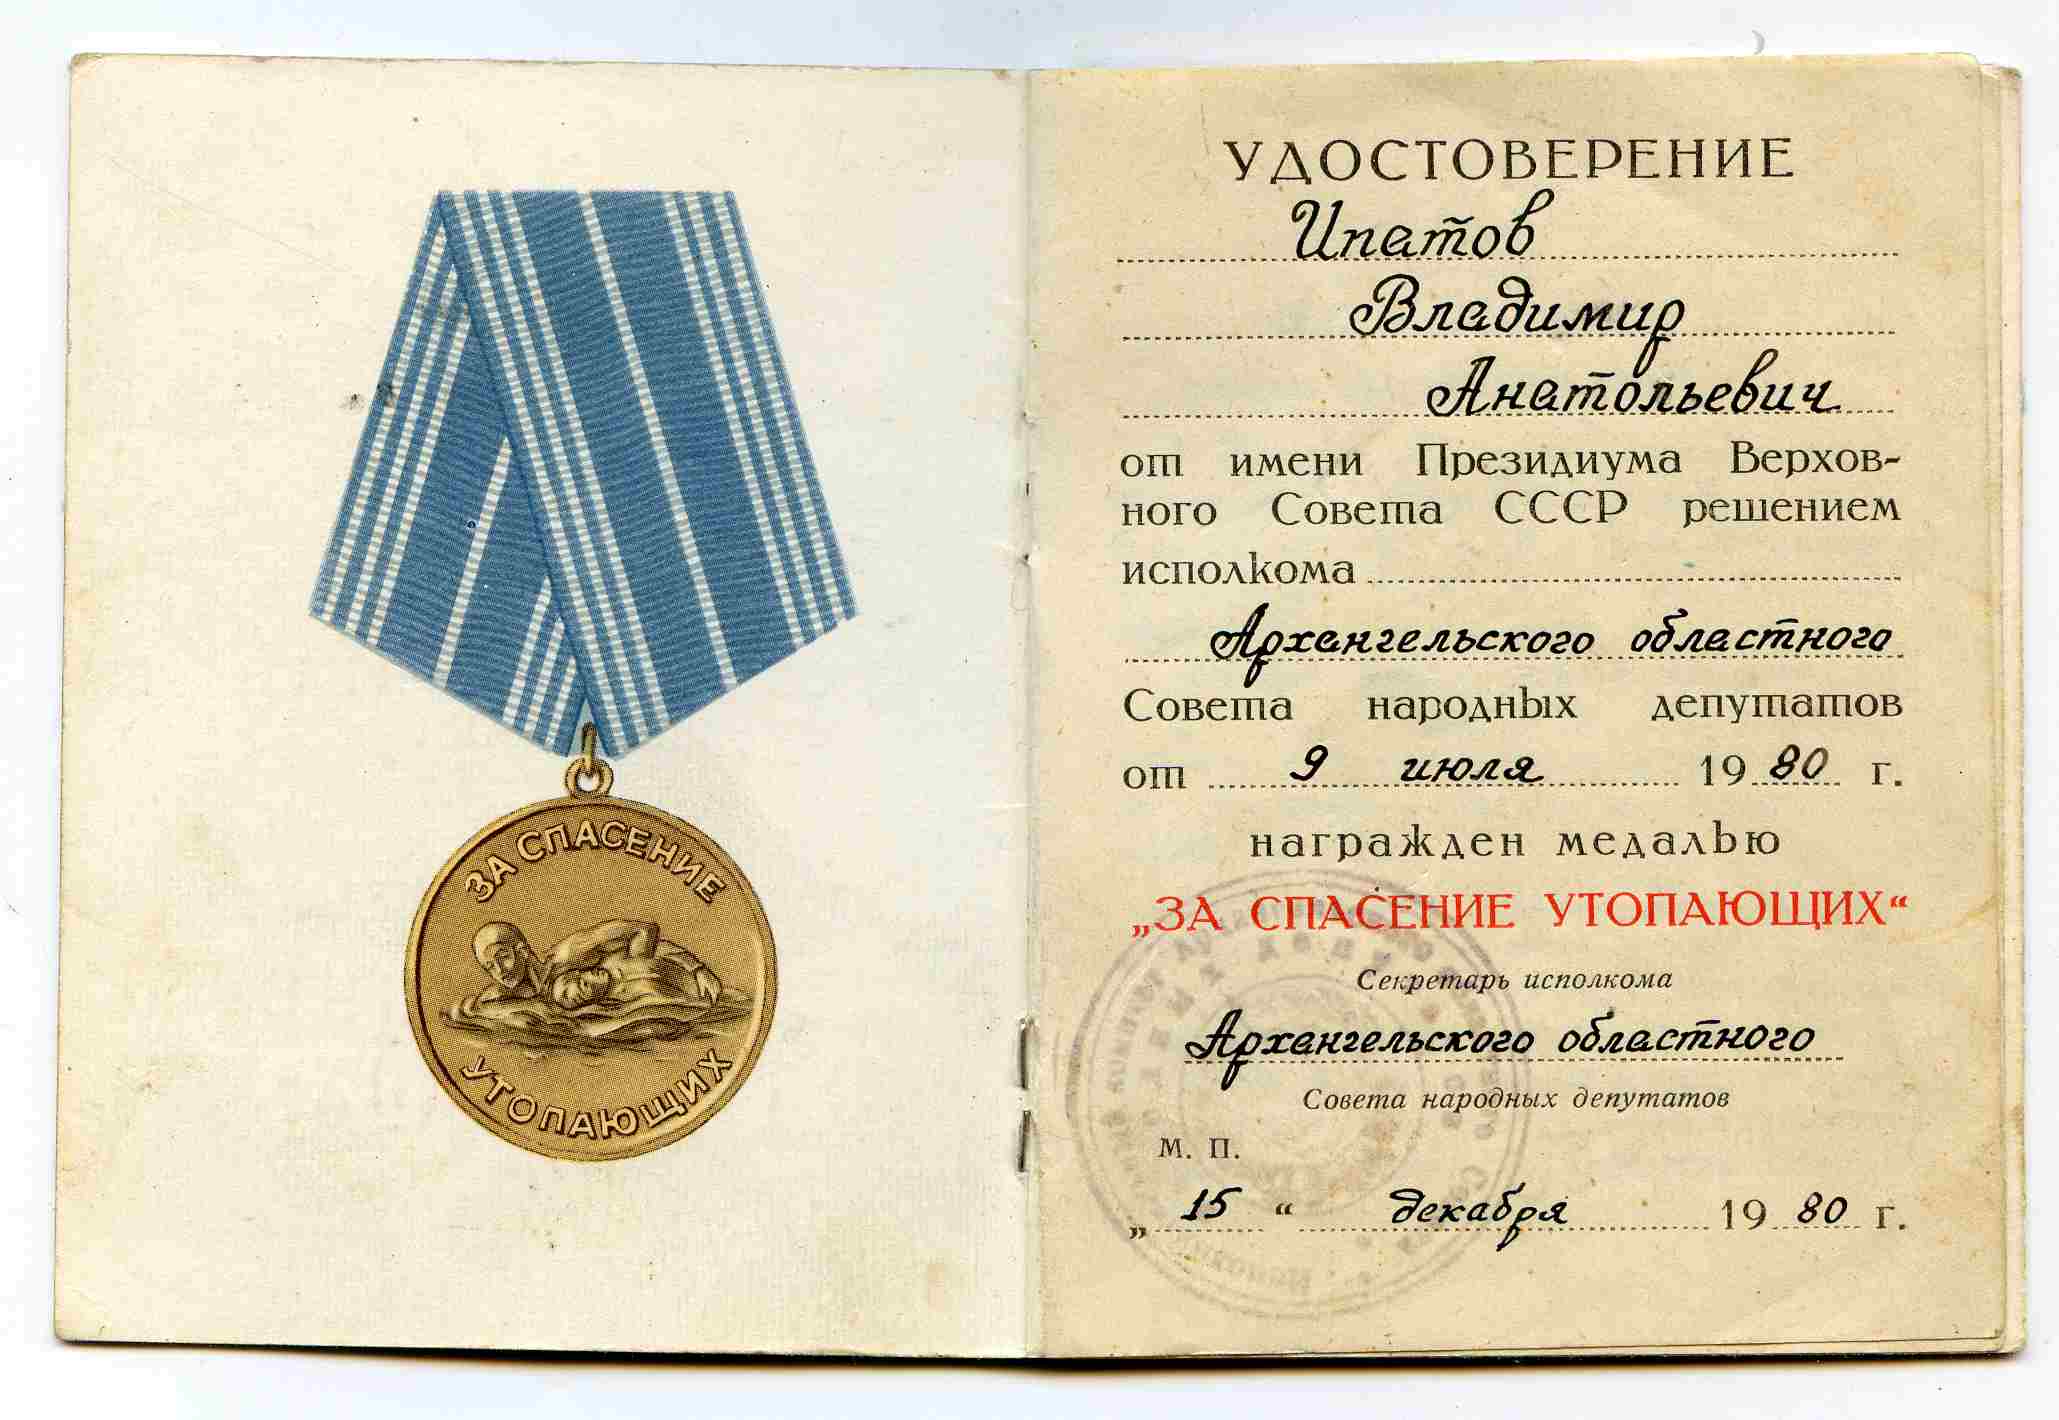 ЗА СПАСЕНИЕ
УТОПАЮЩИХ
УДОСТОВЕРЕНИЕ
Ипатов
Владимир
Анатольевич
от имени Президиума Верхов-
ного Совета СССР решением
исполкома
Архангельского областного
Совета народных депутатов
от 9 июля 1980 г.
награжден медалью
„ЗА СПАСЕНИЕ УТОПАЮЩИХ“
Секретарь исполкома
Архангельского областного
Совета народных депутатов
М. П.
„15“ декабря 1980 г.